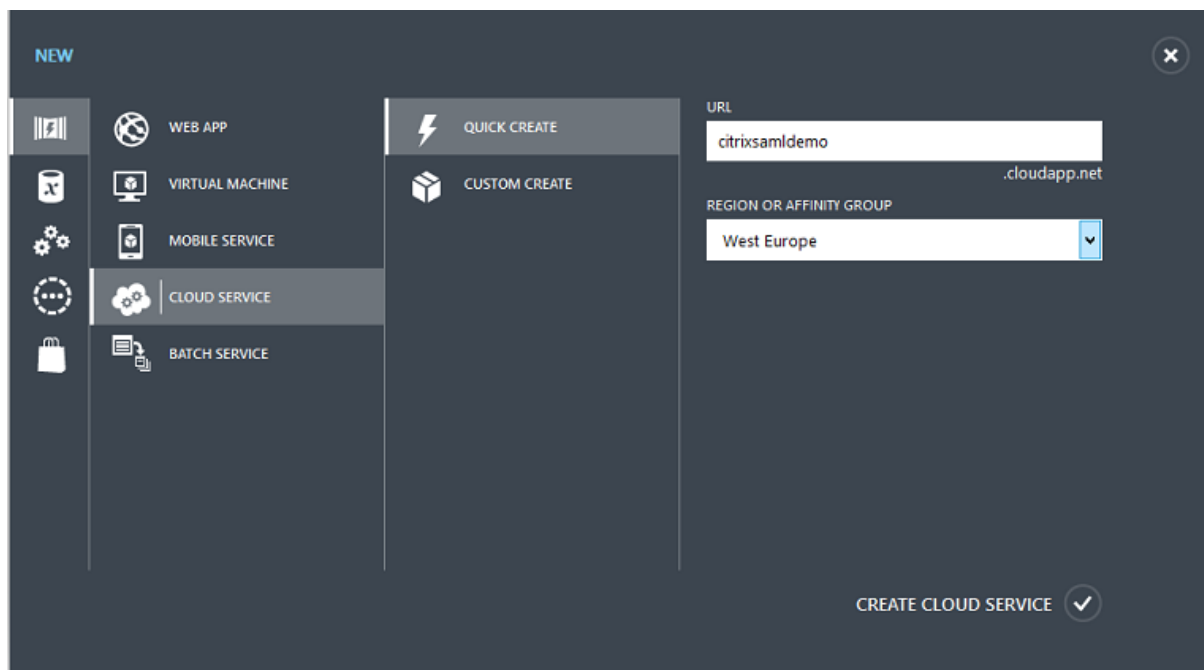 NEW
WEB APP
VIRTUAL MACHINE
MOBILE SERVICE
CLOUD SERVICE
BATCH SERVICE
QUICK CREATE
CUSTOM CREATE
URL
citrixsamldemo
.cloudapp.net
REGION OR AFFINITY GROUP
West Europe
CREATE CLOUD SERVICE